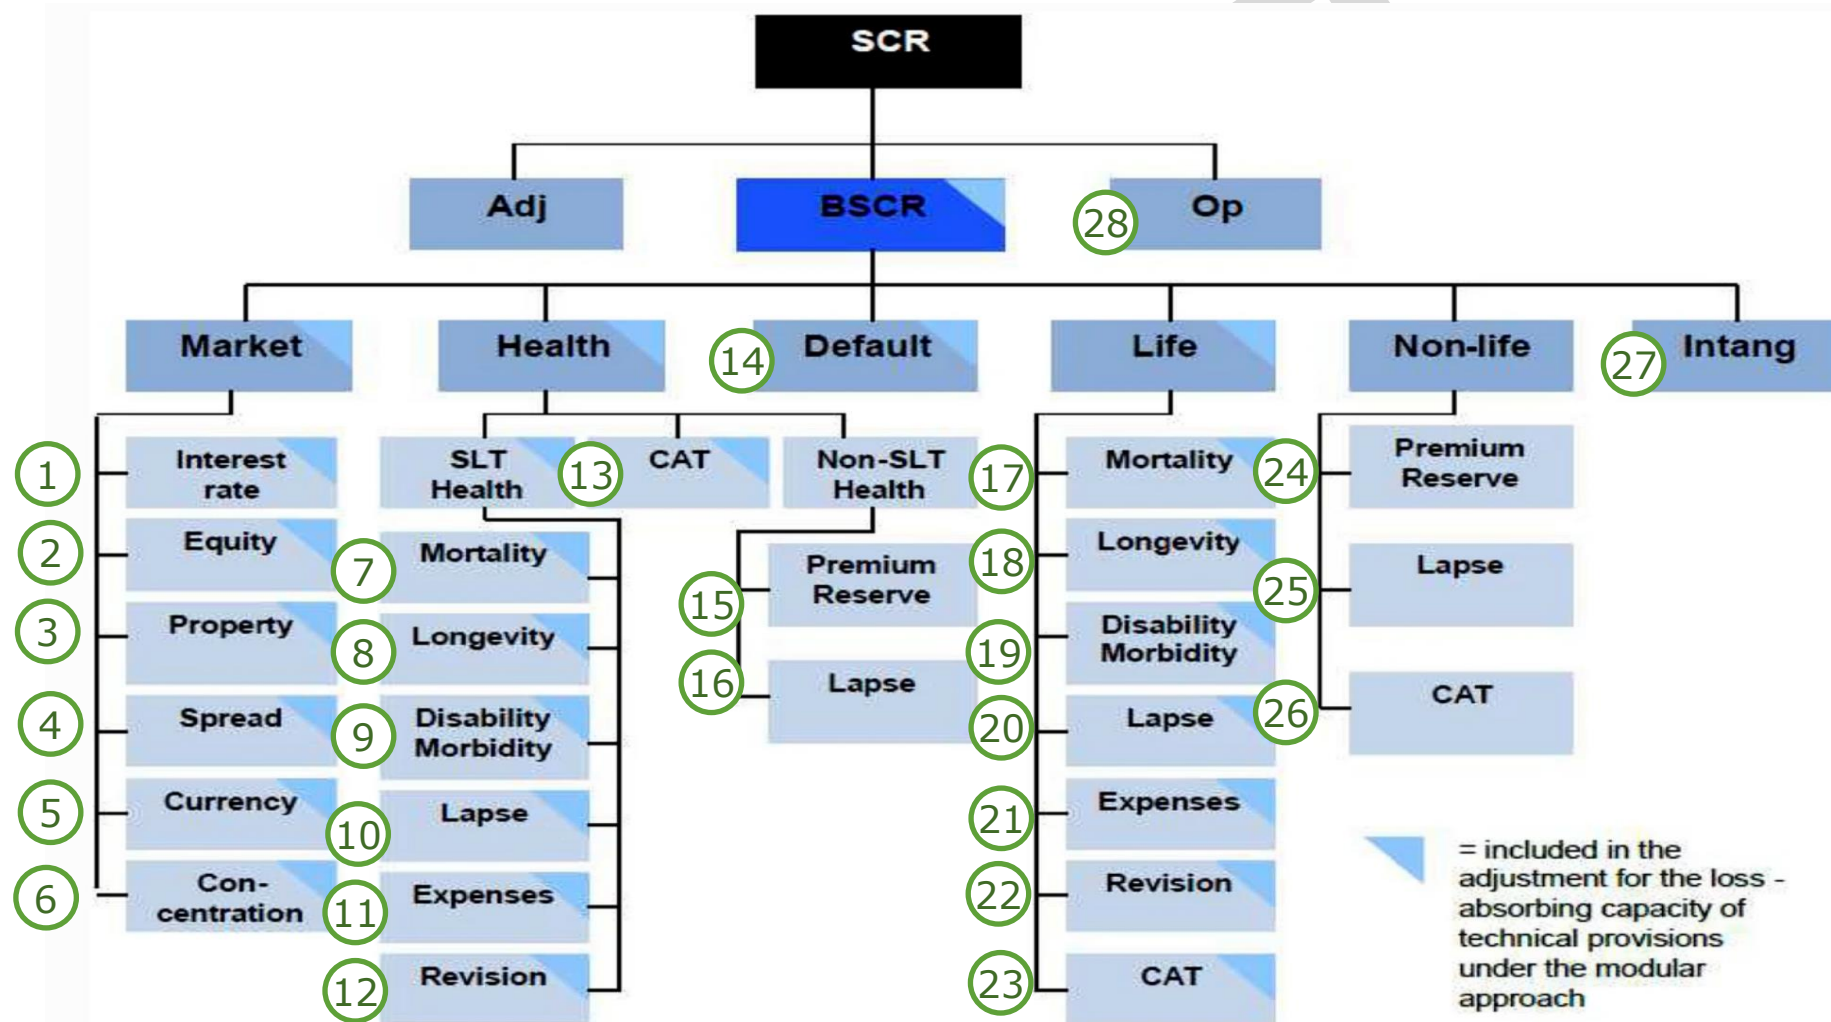 SCR
Adj
BSCR
28
Op
Market
Health
14
Default
Life
Non-life
27
Intang
1
Interest
rate
2
Equity
3
Property
4
Spread
5
Currency
6
Con-
centration
SLT
Health
13
CAT
Non-SLT
Health
7
Mortality
8
Longevity
9
Disability
Morbidity
10
Lapse
11
Expenses
12
Revision
15
Premium
Reserve
16
Lapse
17
Mortality
18
Longevity
19
Disability
Morbidity
20
Lapse
21
Expenses
22
Revision
23
CAT
24
Premium
Reserve
25
Lapse
26
CAT
= included in the
adjustment for the loss -
absorbing capacity of
technical provisions
under the modular
approach